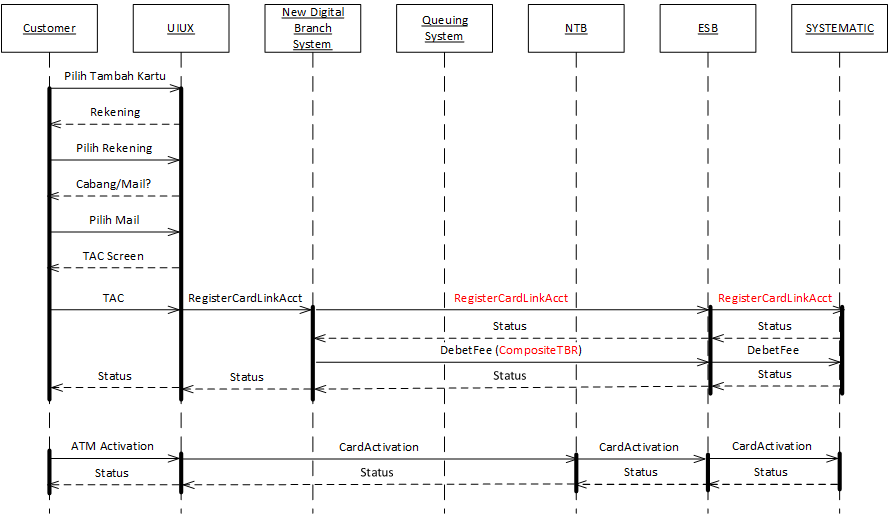 Customer
UIUX
New Digital
Branch
System
Queuing
System
NTB
ESB
SYSTEMATIC
Pilih Tambah Kartu
Rekening
Pilih Rekening
Cabang/Mail?
Pilih Mail
TAC Screen
TAC
RegisterCardLinkAcct
RegisterCardLinkAcct
RegisterCardLinkAcct
Status
Status
DebetFee (CompositeTBR)
DebetFee
Status
Status
Status
Status
ATM Activation
CardActivation
CardActivation
CardActivation
Status
Status
Status
Status